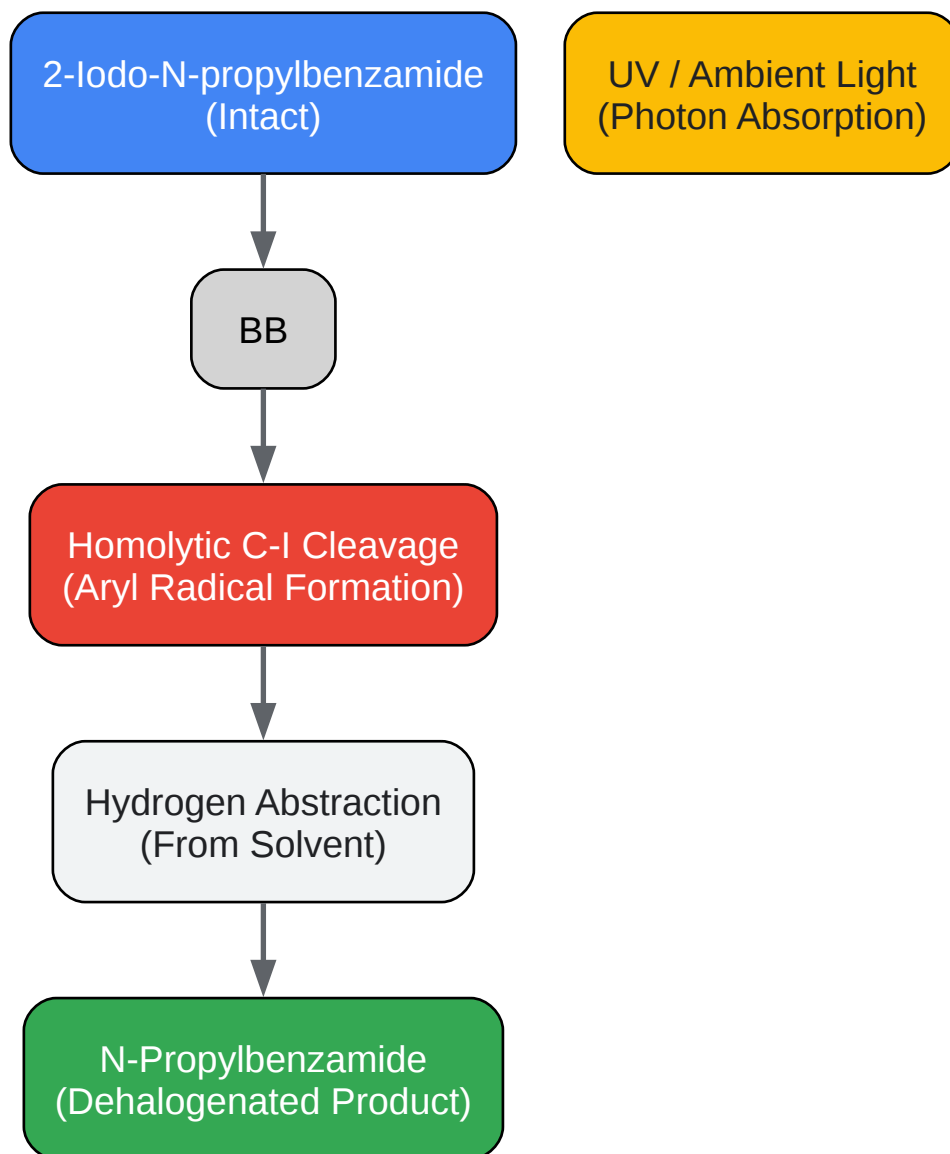 2-Iodo-N-propylbenzamide
(Intact)
UV / Ambient Light
(Photon Absorption)
BB
Homolytic C-I Cleavage
(Aryl Radical Formation)
Hydrogen Abstraction
(From Solvent)
N-Propylbenzamide
(Dehalogenated Product)